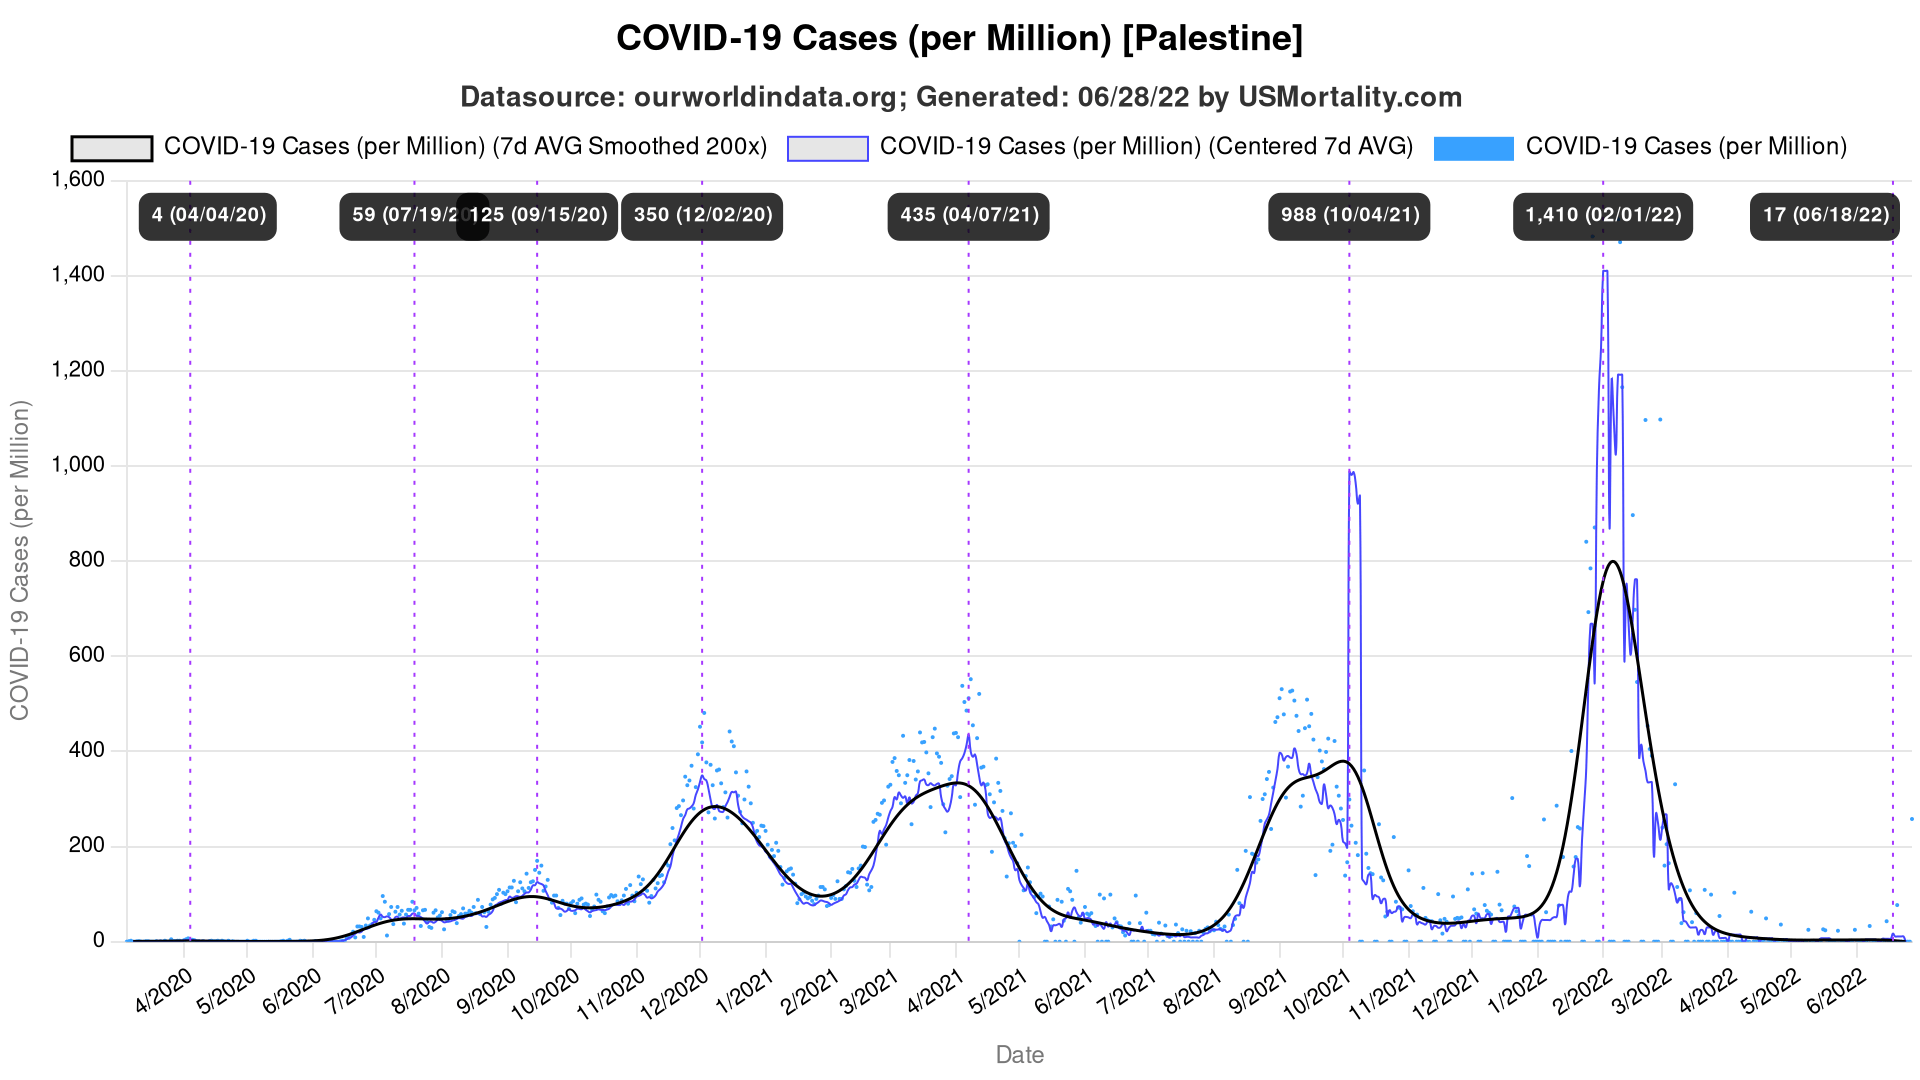 COVID-19 Cases (per Million) [Palestine]
Datasource: ourworldindata.org; Generated: 06/28/22 by USMortality.com
COVID-19 Cases (per Million) (7d AVG Smoothed 200x) COVID-19 Cases (per Million) (Centered 7d AVG) COVID-19 Cases (per Million)
4 (04/04/20) 59 (07/19/20) 125 (09/15/20) 350 (12/02/20) 435 (04/07/21) 988 (10/04/21) 1,410 (02/01/22) 17 (06/18/22)
COVID-19 Cases (per Million)
1,600
1,400
1,200
1,000
800
600
400
200
0
4/2020 5/2020 6/2020 7/2020 8/2020 9/2020 10/2020 11/2020 12/2020 1/2021 2/2021 3/2021 4/2021 5/2021 6/2021 7/2021 8/2021 9/2021 10/2021 11/2021 12/2021 1/2022 2/2022 3/2022 4/2022 5/2022 6/2022
Date